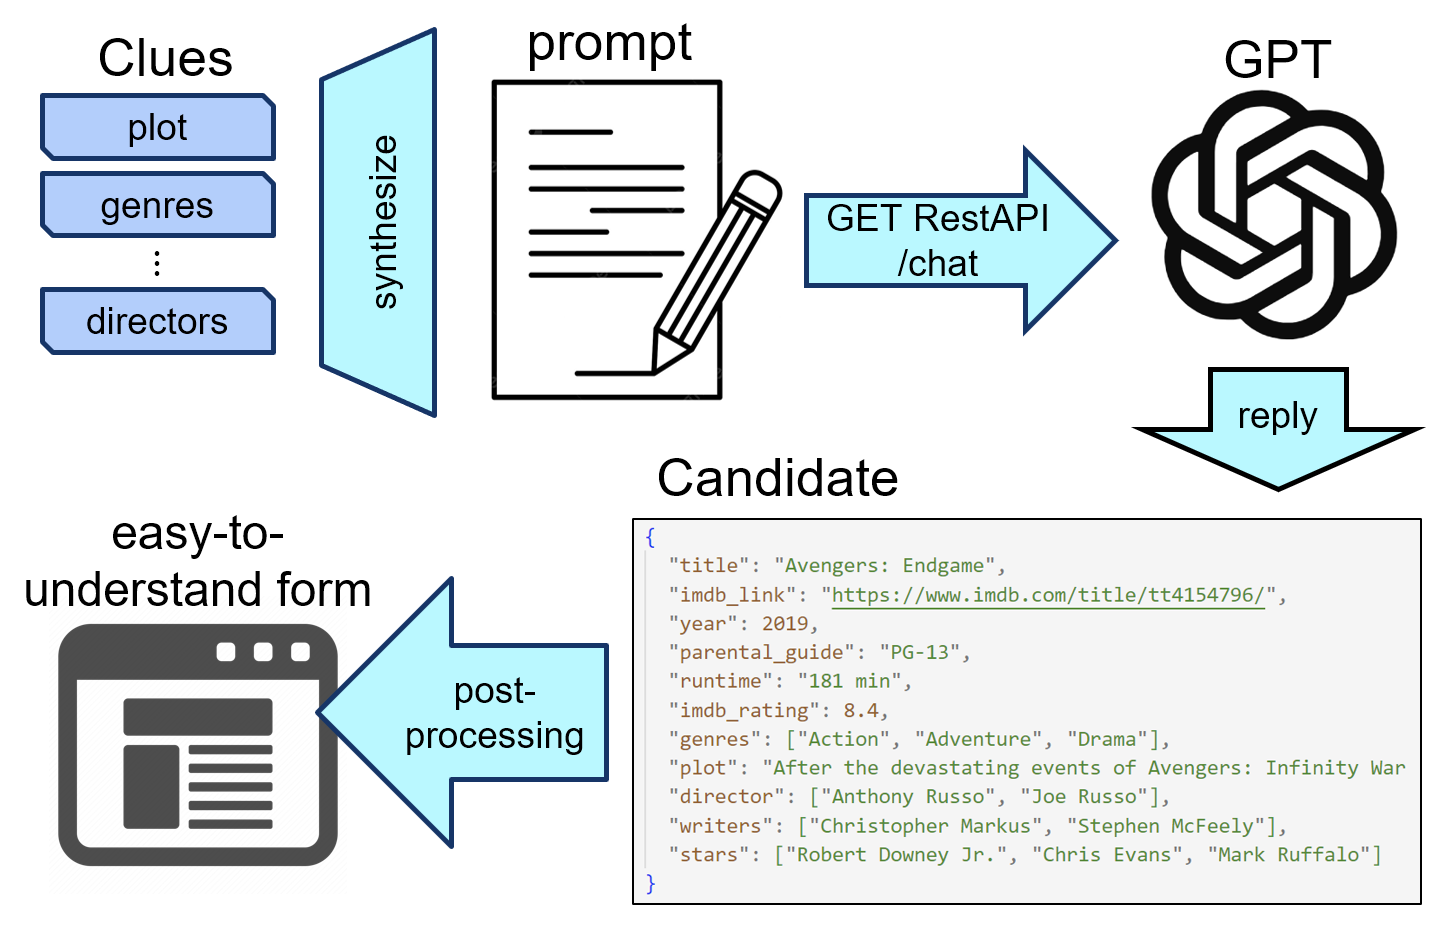 Clues
plot
genres
⋮
directors
synthesize
prompt
GET RestAPI
/chat
GPT
reply
Candidate
{
"title": "Avengers: Endgame",
"imdb_link": "https://www.imdb.com/title/tt4154796/",
"year": 2019,
"parental_guide": "PG-13",
"runtime": "181 min",
"imdb_rating": 8.4,
"genres": ["Action", "Adventure", "Drama"],
"plot": "After the devastating events of Avengers: Infinity War
"director": ["Anthony Russo", "Joe Russo"],
"writers": ["Christopher Markus", "Stephen McFeely"],
"stars": ["Robert Downey Jr.", "Chris Evans", "Mark Ruffalo"]
}
post-
processing
easy-to-
understand form